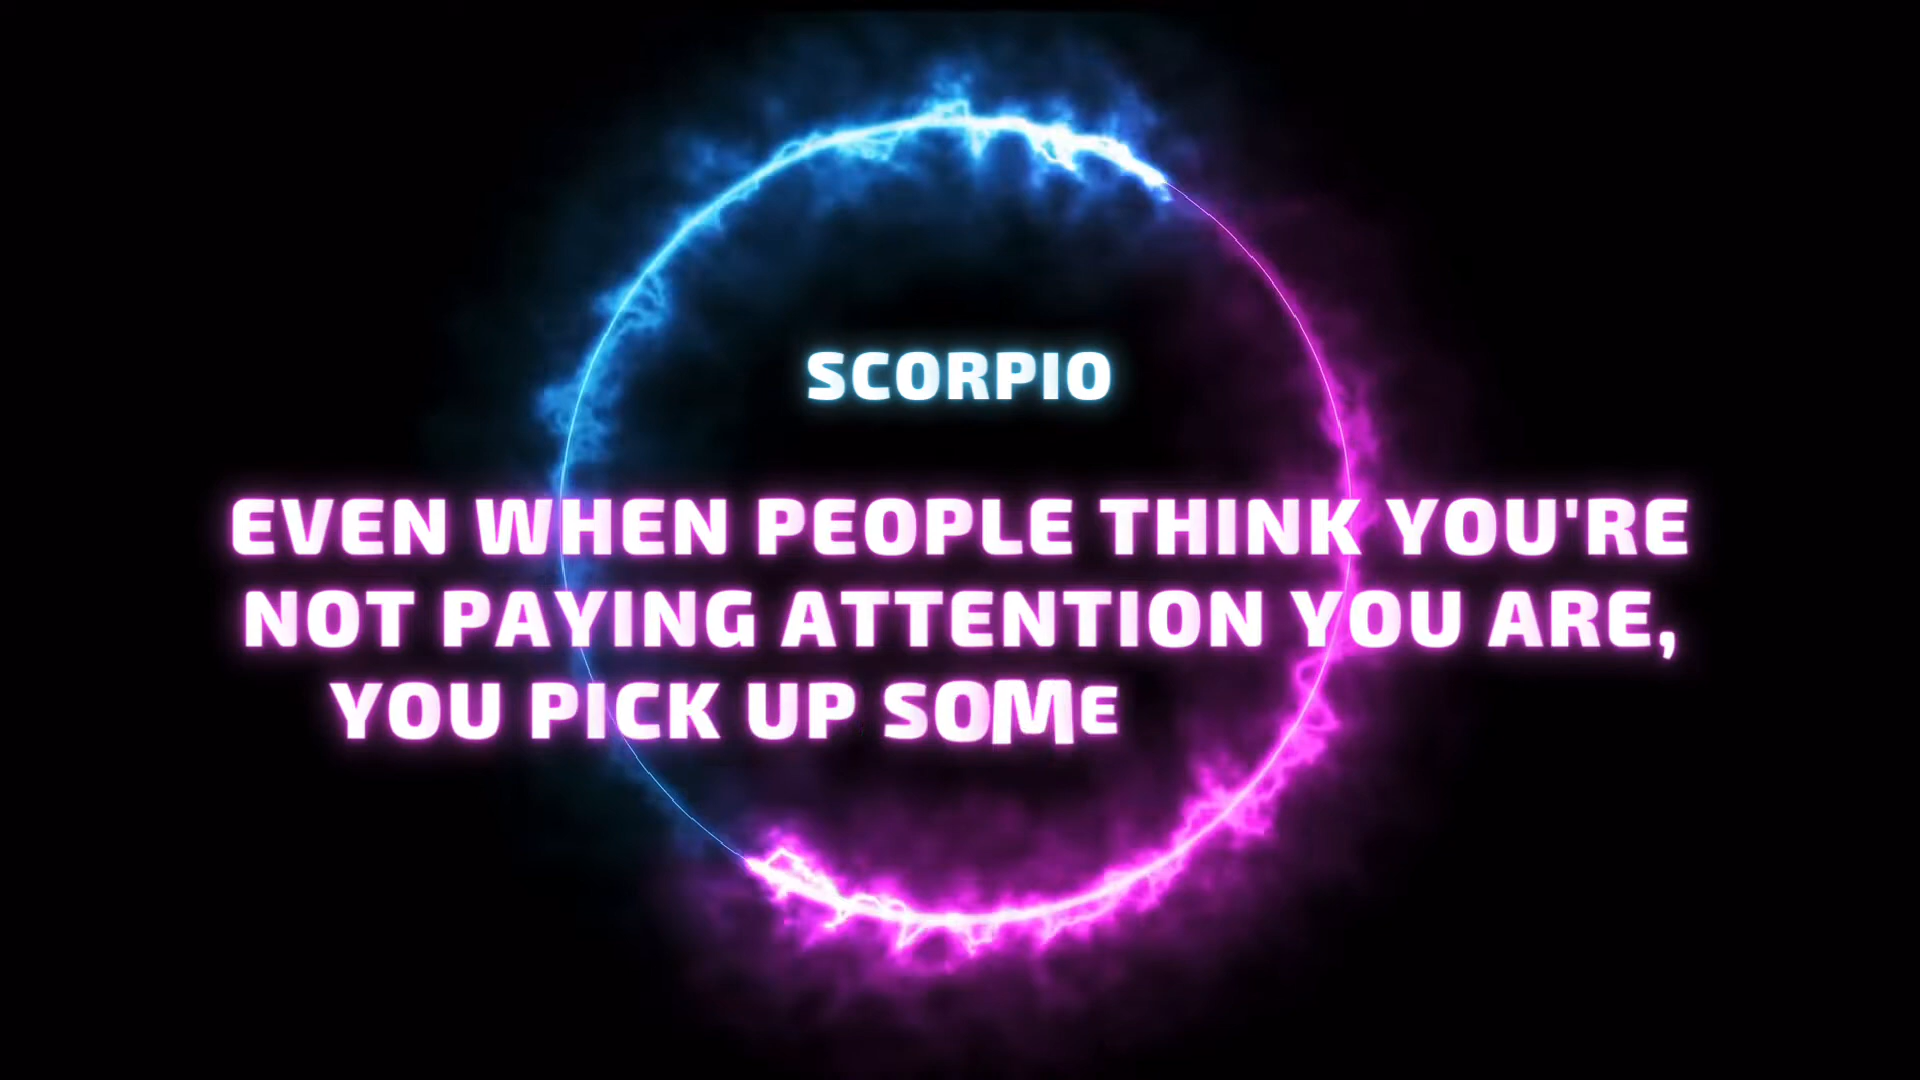 SCORPIO
EVEN WHEN PEOPLE THINK YOU'RE
NOT PAYING ATTENTION YOU ARE,
YOU PICK UP SOME